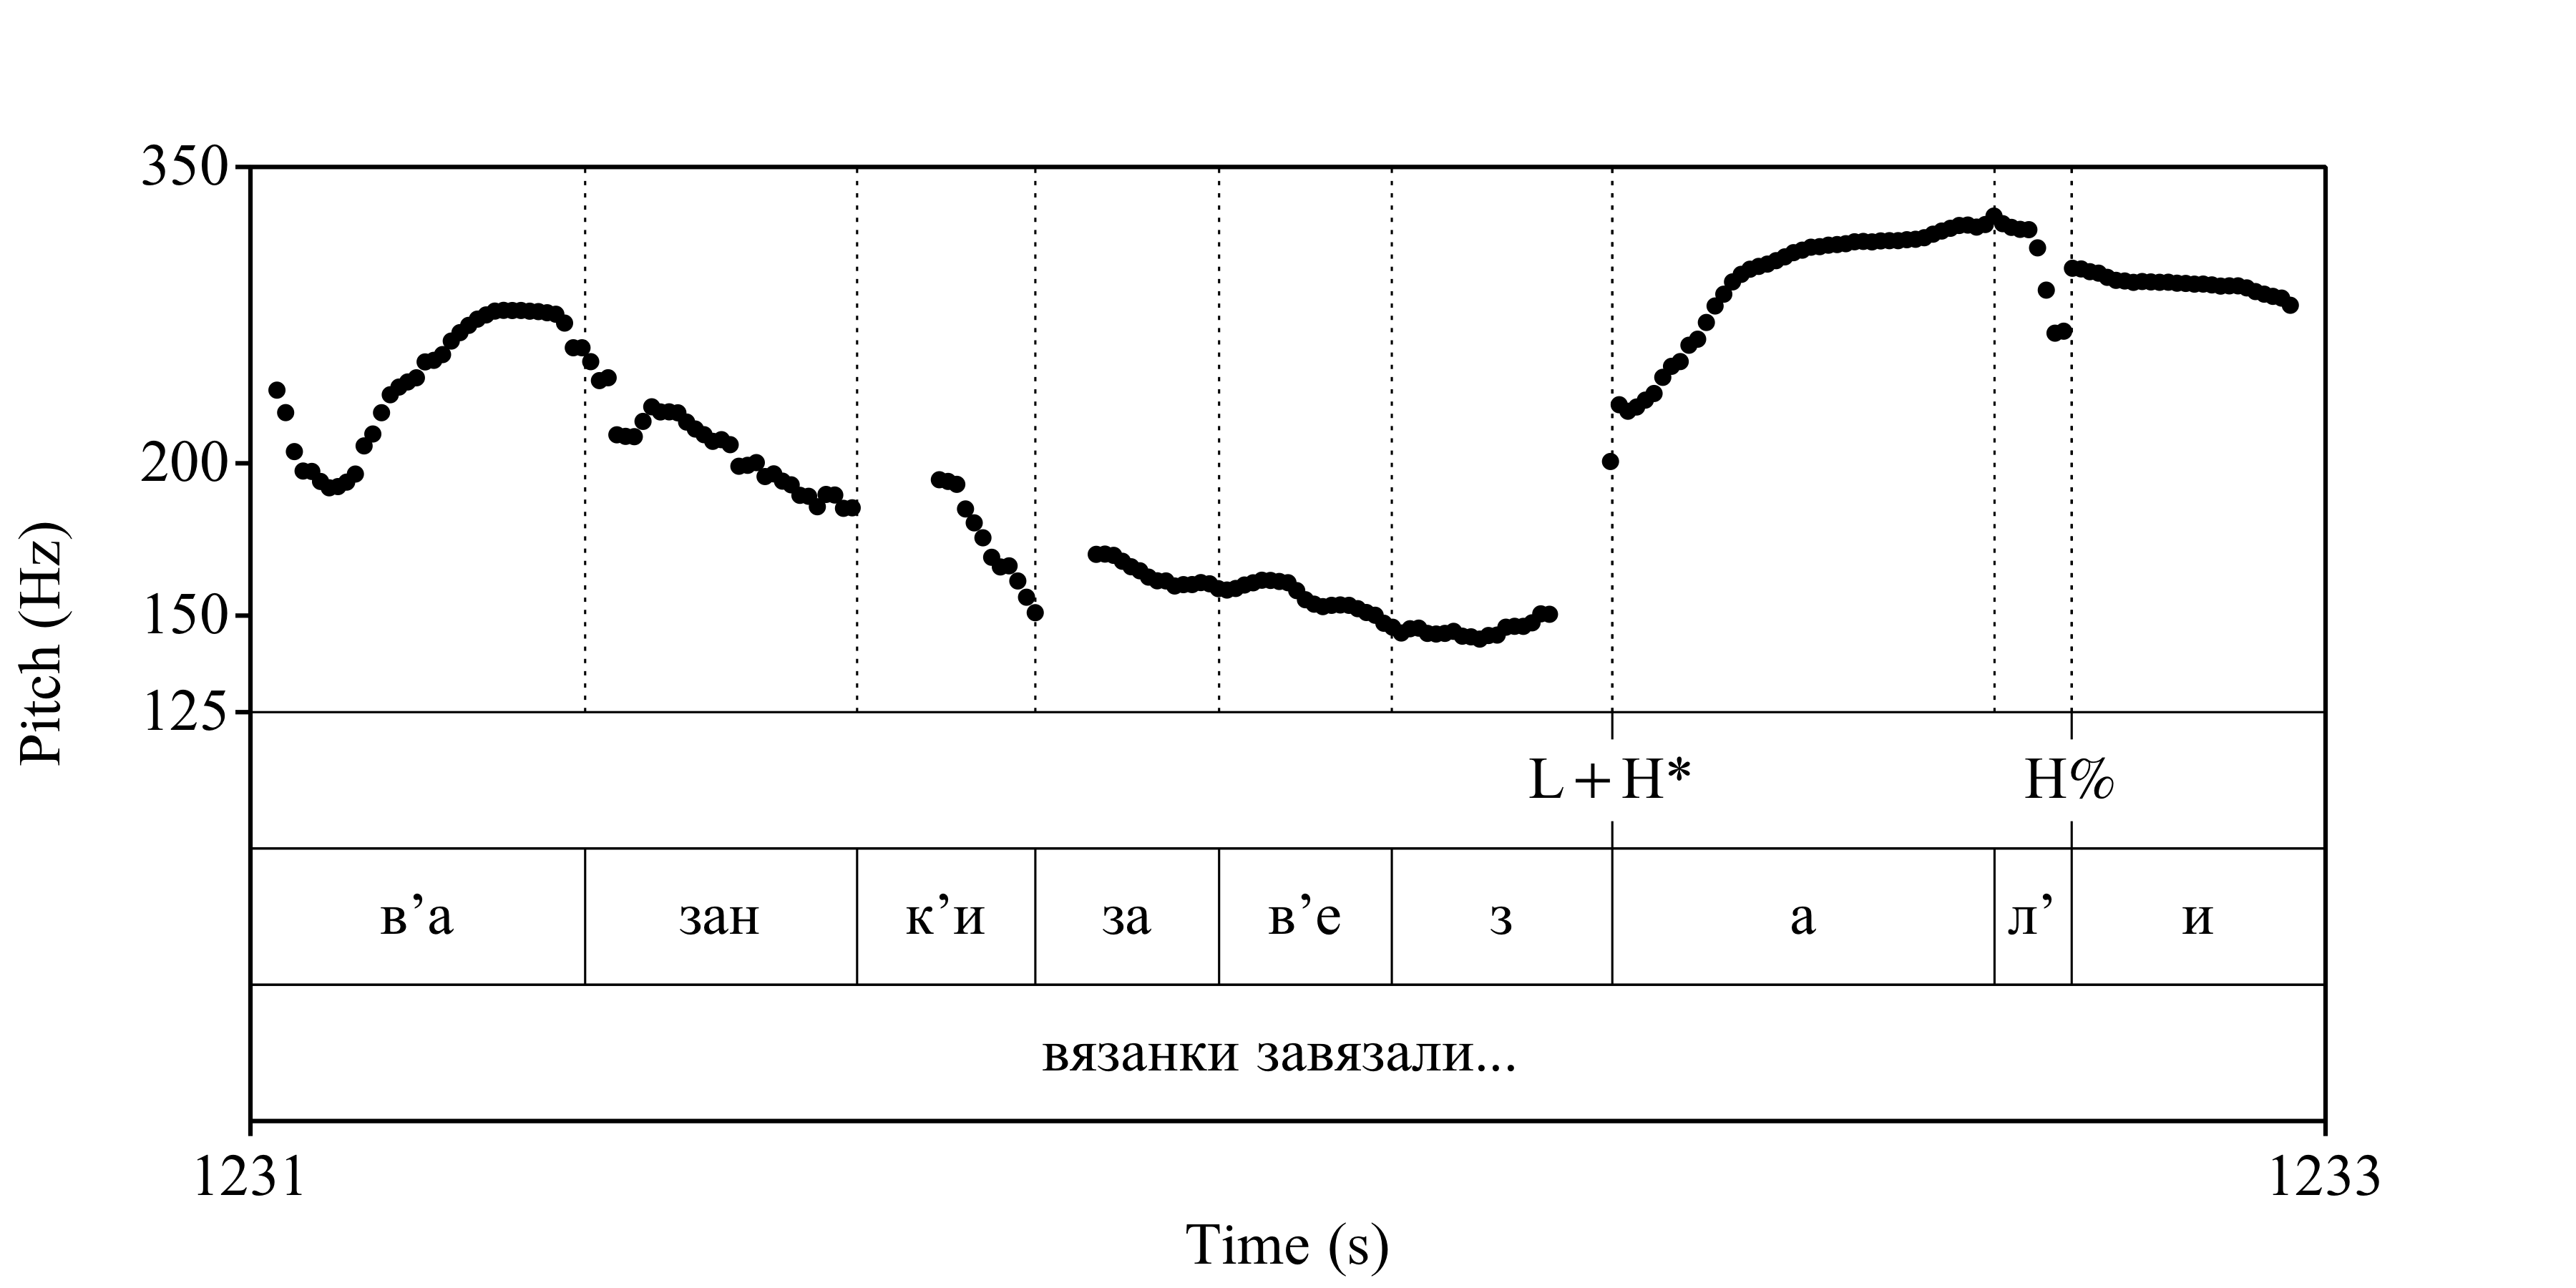 350
200
150
125
Pitch (Hz)
L+H* H%
в’а зан к’и за в’е з а л’ и
вязанки завязали...
1231 1233
Time (s)